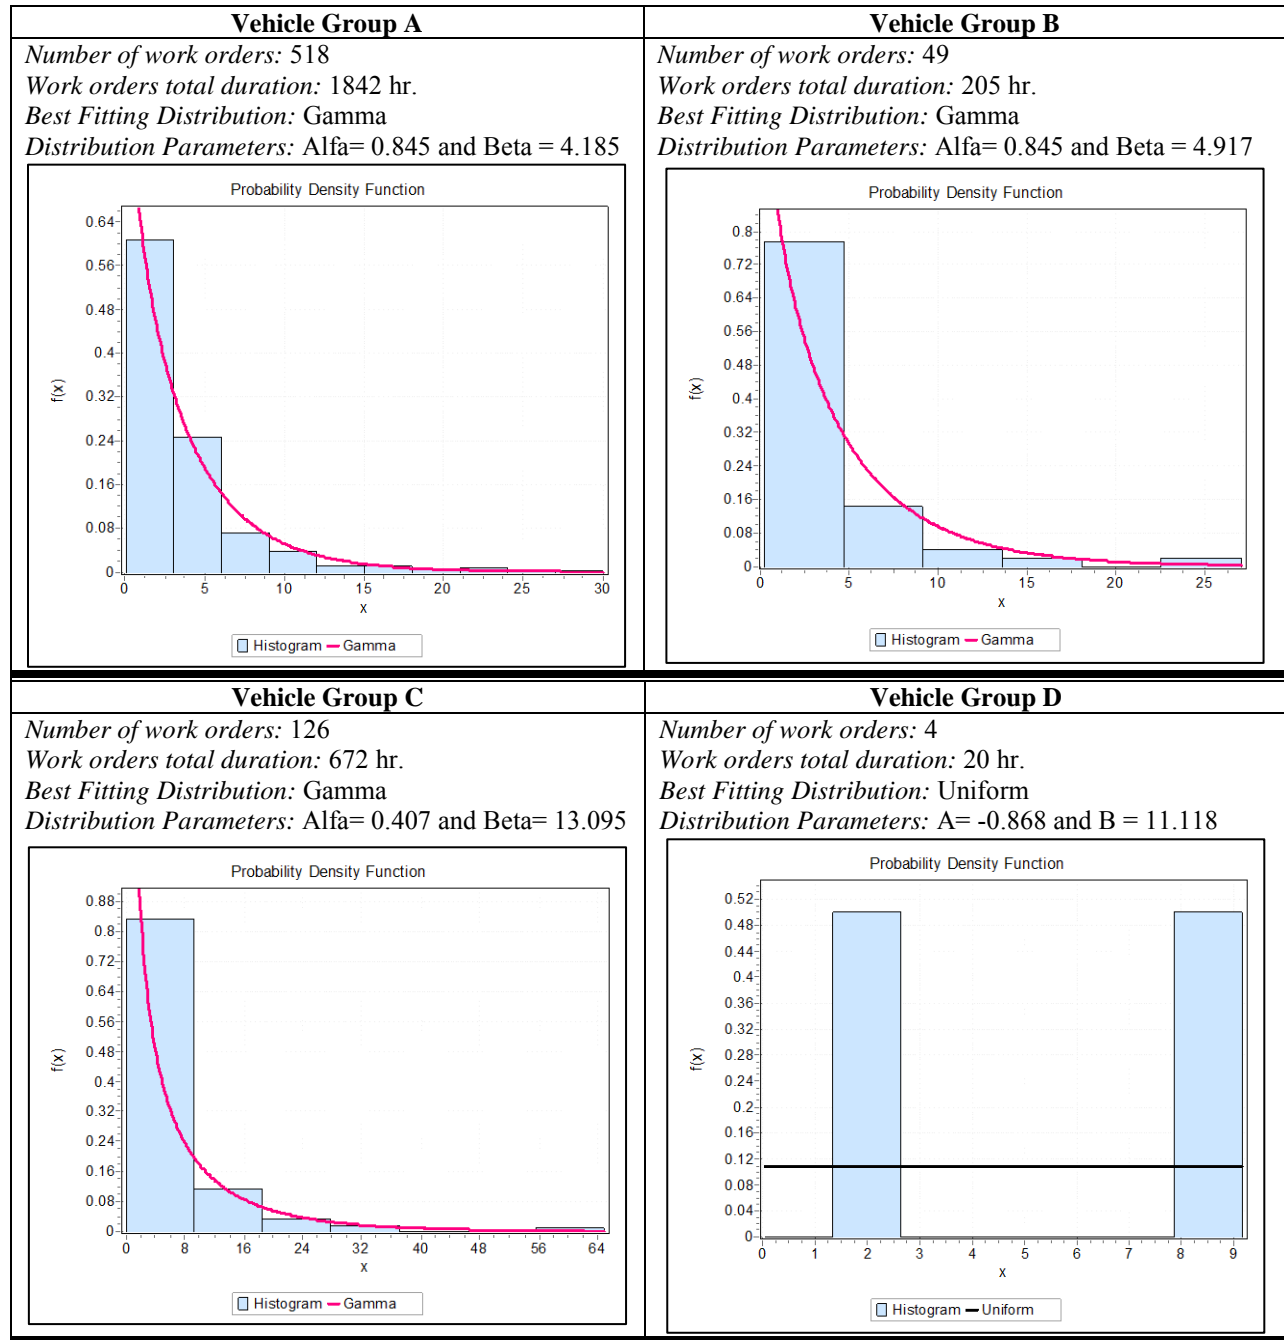 Vehicle Group A
Number of work orders: 518
Work orders total duration: 1842 hr.
Best Fitting Distribution: Gamma
Distribution Parameters: Alfa= 0.845 and Beta = 4.185
Probability Density Function
0.64
0.56
0.48
0.4
0.32
0.24
0.16
0.08
0
f(x)
0 5 10 15 20 25 30
x
Histogram Gamma
Vehicle Group B
Number of work orders: 49
Work orders total duration: 205 hr.
Best Fitting Distribution: Gamma
Distribution Parameters: Alfa= 0.845 and Beta = 4.917
Probability Density Function
0.8
0.72
0.64
0.56
0.48
0.4
0.32
0.24
0.16
0.08
0
f(x)
0 5 10 15 20 25
x
Histogram Gamma
Vehicle Group C
Number of work orders: 126
Work orders total duration: 672 hr.
Best Fitting Distribution: Gamma
Distribution Parameters: Alfa= 0.407 and Beta= 13.095
Probability Density Function
0.88
0.8
0.72
0.64
0.56
0.48
0.4
0.32
0.24
0.16
0.08
0
f(x)
0 8 16 24 32 40 48 56 64
x
Histogram Gamma
Vehicle Group D
Number of work orders: 4
Work orders total duration: 20 hr.
Best Fitting Distribution: Uniform
Distribution Parameters: A= -0.868 and B = 11.118
Probability Density Function
0.52
0.48
0.44
0.4
0.36
0.32
0.28
0.24
0.2
0.16
0.12
0.08
0.04
0
f(x)
0 1 2 3 4 5 6 7 8 9
x
Histogram Uniform